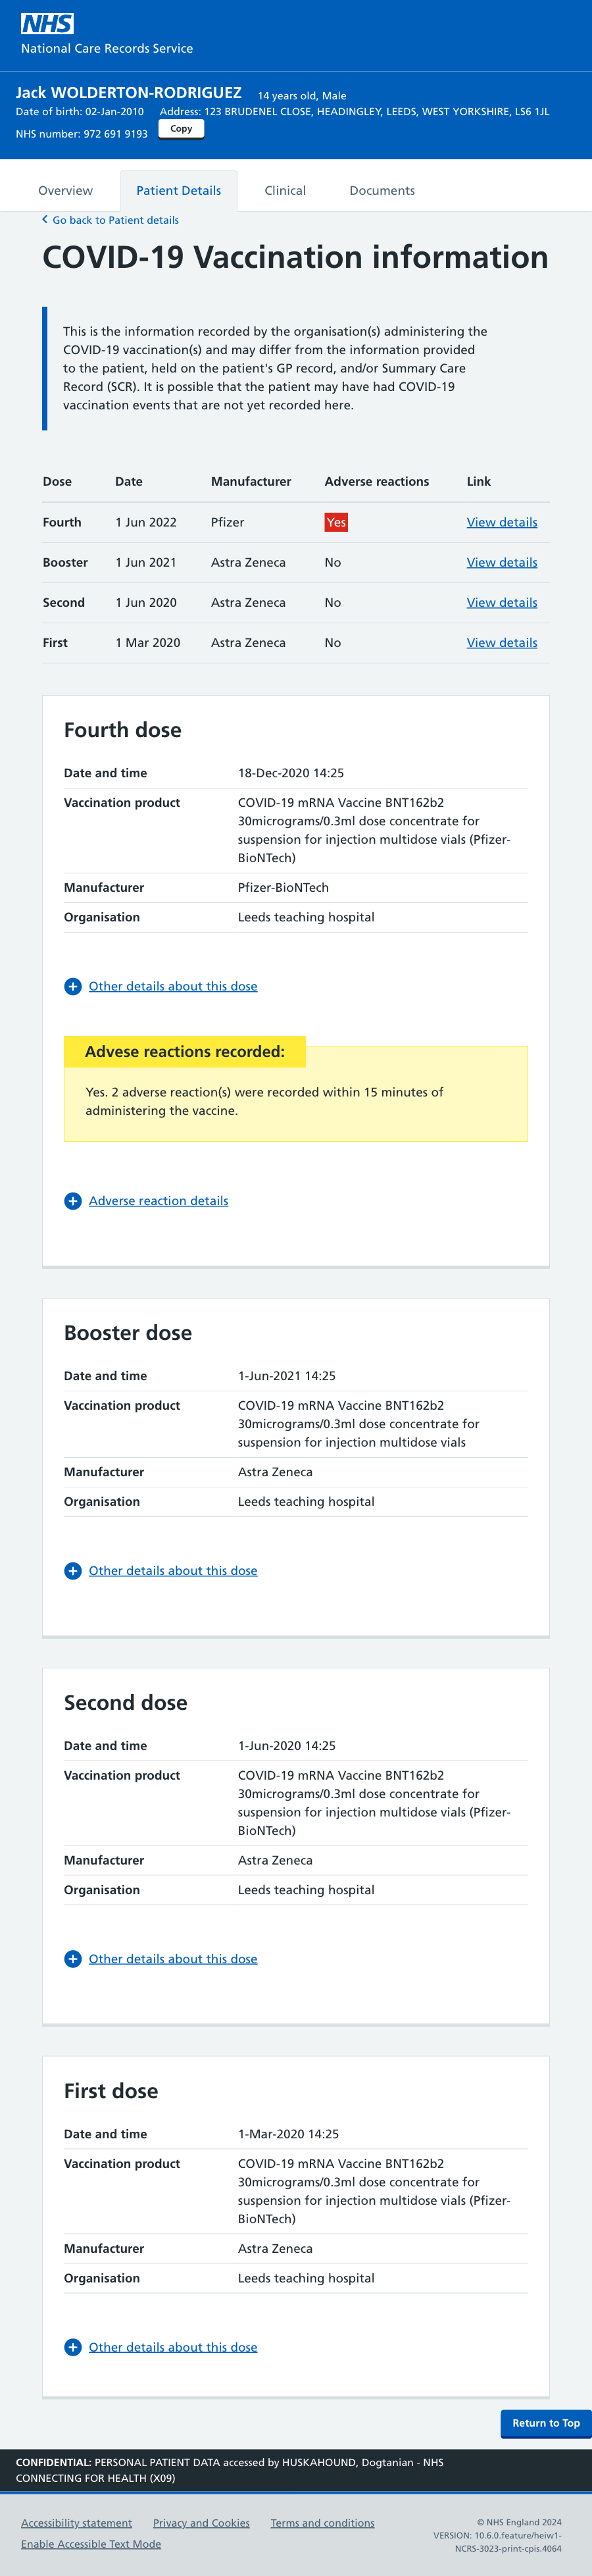 NHS
National Care Records Service
Jack WOLDERTON-RODRIGUEZ 14 years old, Male
Date of birth: 02-Jan-2010 Address: 123 BRUDENEL CLOSE, HEADINGLEY, LEEDS, WEST YORKSHIRE, LS6 1JL
NHS number: 972 691 9193 Copy
Overview Patient Details Clinical Documents
Go back to Patient details
COVID-19 Vaccination information
This is the information recorded by the organisation(s) administering the
COVID-19 vaccination(s) and may differ from the information provided
to the patient, held on the patient's GP record, and/or Summary Care
Record (SCR). It is possible that the patient may have had COVID-19
vaccination events that are not yet recorded here.
Dose Date Manufacturer Adverse reactions Link
Fourth 1 Jun 2022 Pfizer Yes View details
Booster 1 Jun 2021 Astra Zeneca No View details
Second 1 Jun 2020 Astra Zeneca No View details
First 1 Mar 2020 Astra Zeneca No View details
Fourth dose
Date and time 18-Dec-2020 14:25
Vaccination product COVID-19 mRNA Vaccine BNT162b2
30micrograms/0.3ml dose concentrate for
suspension for injection multidose vials (Pfizer-
BioNTech)
Manufacturer Pfizer-BioNTech
Organisation Leeds teaching hospital
Other details about this dose
Advese reactions recorded:
Yes. 2 adverse reaction(s) were recorded within 15 minutes of
administering the vaccine.
Adverse reaction details
Booster dose
Date and time 1-Jun-2021 14:25
Vaccination product COVID-19 mRNA Vaccine BNT162b2
30micrograms/0.3ml dose concentrate for
suspension for injection multidose vials
Manufacturer Astra Zeneca
Organisation Leeds teaching hospital
Other details about this dose
Second dose
Date and time 1-Jun-2020 14:25
Vaccination product COVID-19 mRNA Vaccine BNT162b2
30micrograms/0.3ml dose concentrate for
suspension for injection multidose vials (Pfizer-
BioNTech)
Manufacturer Astra Zeneca
Organisation Leeds teaching hospital
Other details about this dose
First dose
Date and time 1-Mar-2020 14:25
Vaccination product COVID-19 mRNA Vaccine BNT162b2
30micrograms/0.3ml dose concentrate for
suspension for injection multidose vials (Pfizer-
BioNTech)
Manufacturer Astra Zeneca
Organisation Leeds teaching hospital
Other details about this dose
Return to Top
CONFIDENTIAL: PERSONAL PATIENT DATA accessed by HUSKAHOUND, Dogtanian - NHS
CONNECTING FOR HEALTH (X09)
Accessibility statement Privacy and Cookies Terms and conditions
Enable Accessible Text Mode
© NHS England 2024
VERSION: 10.6.0.feature/heiw1-
NCRS-3023-print-cpis.4064